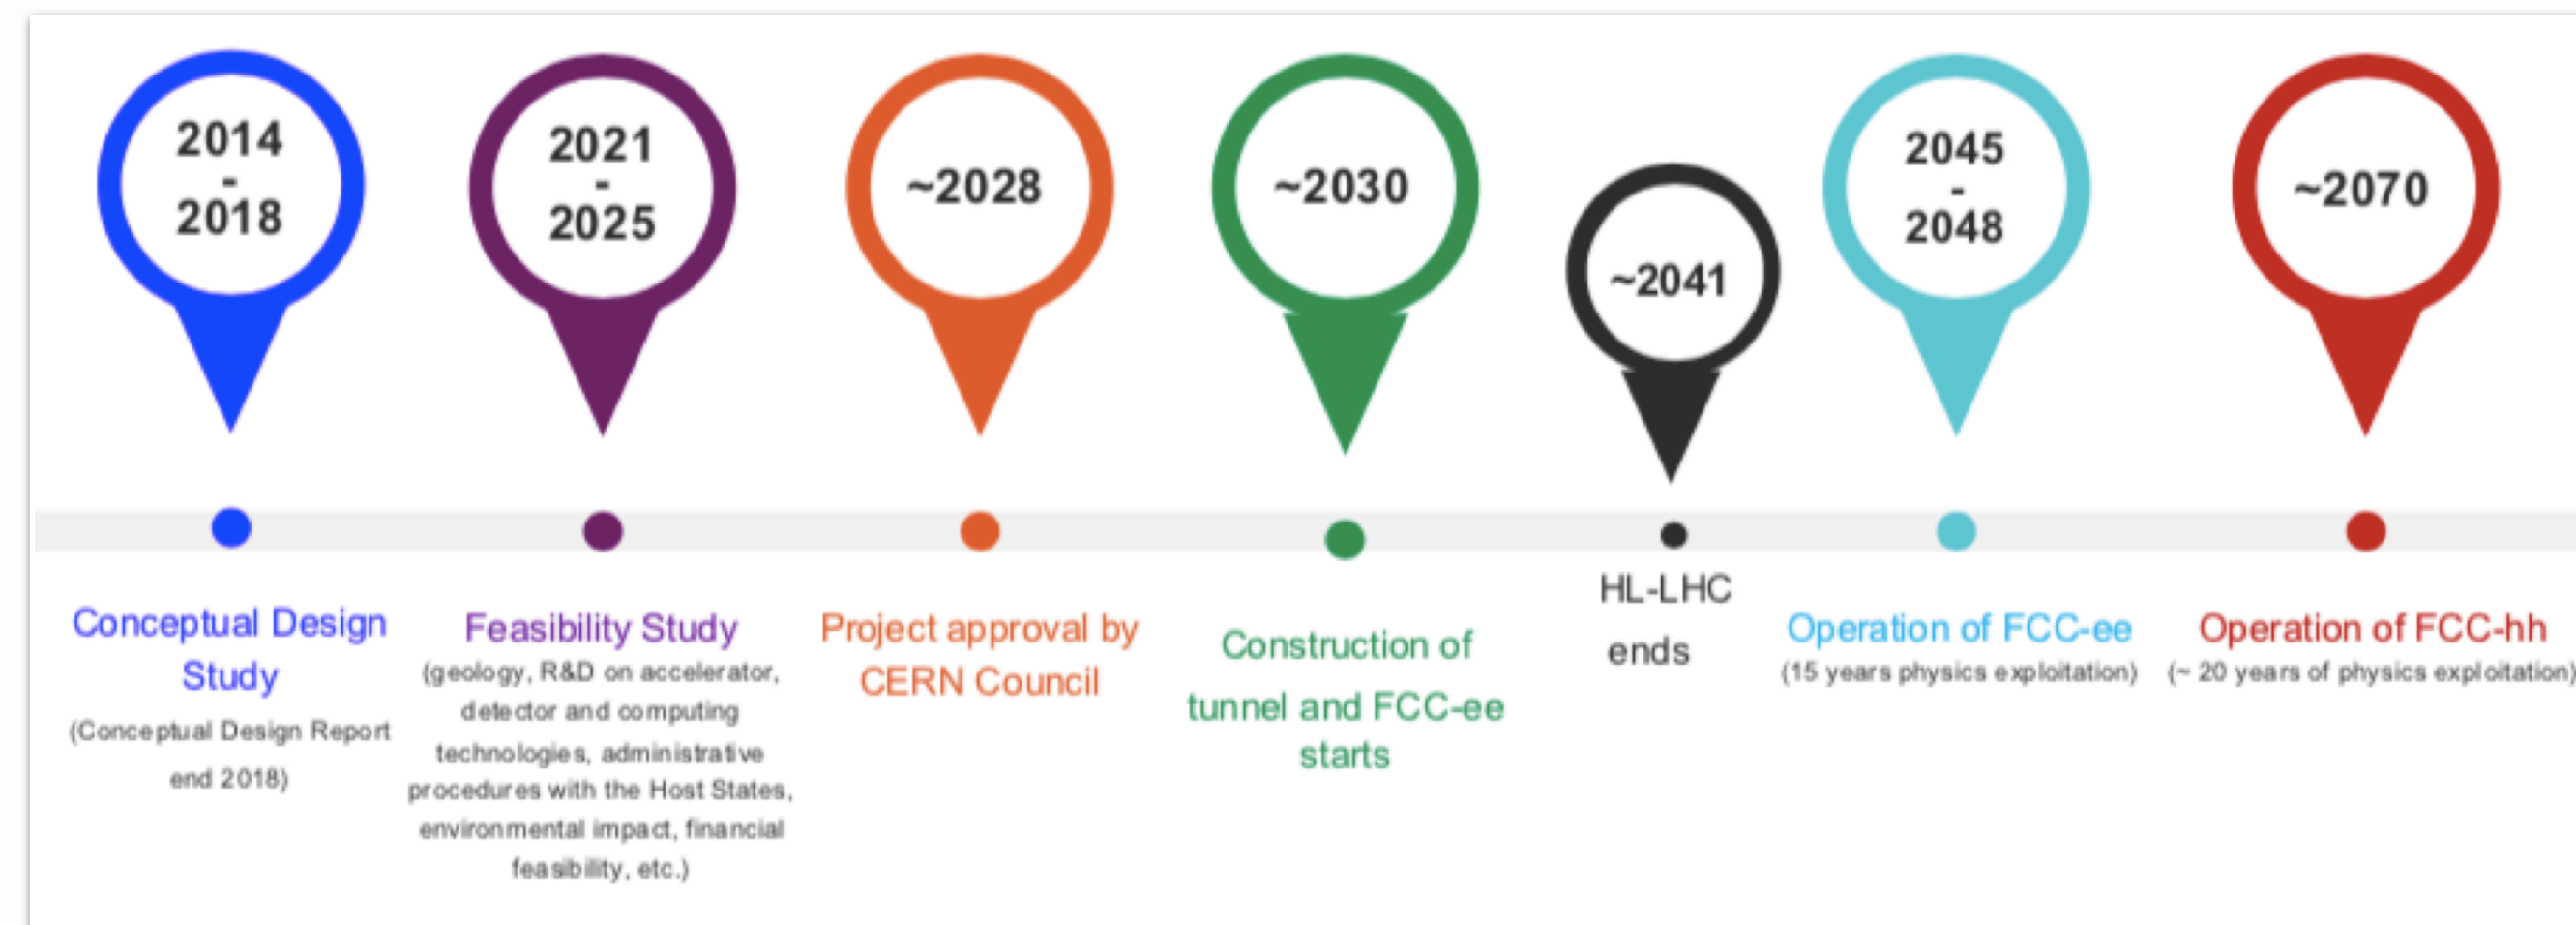 2014
-
2018
2021
-
2025
~2028
~2030
~2041
2045
-
2048
~2070
Conceptual Design
Study
(Conceptual Design Report
end 2018)
Feasibility Study
(geology, R&D on accelerator,
detector and computing
technologies, administrative
procedures with the Host States,
environmental impact, financial
feasibility, etc.)
Project approval by
CERN Council
Construction of
tunnel and FCC-ee
starts
HL-LHC
ends
Operation of FCC-ee
(15 years physics exploitation)
Operation of FCC-hh
(~ 20 years of physics exploitation)